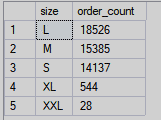 size order_count
1 L 18526
2 M 15385
3 S 14137
4 XL 544
5 XXL 28